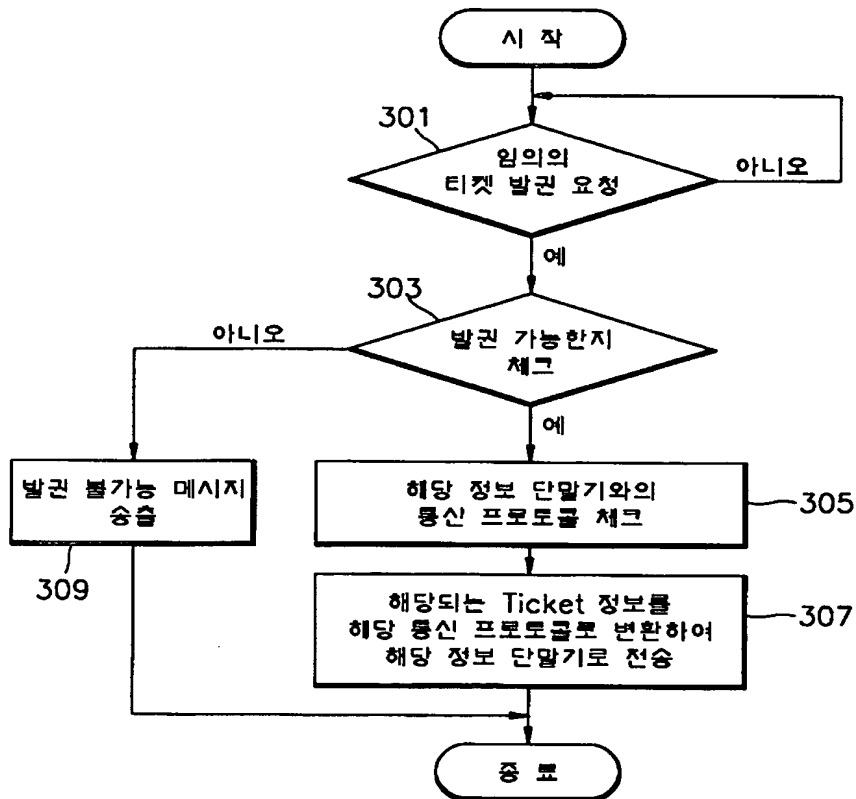 시 작
301
임의의
티켓 발권 요청
아니오
예
303
발권 가능한지
체크
아니오
예
발권 불가능 메시지
송출
309
해당 정보 단말기와의
통신 프로토콜 체크
305
해당되는 Ticket 정보를
해당 통신 프로토콜로 변환하여
해당 정보 단말기로 전송
307
종 료